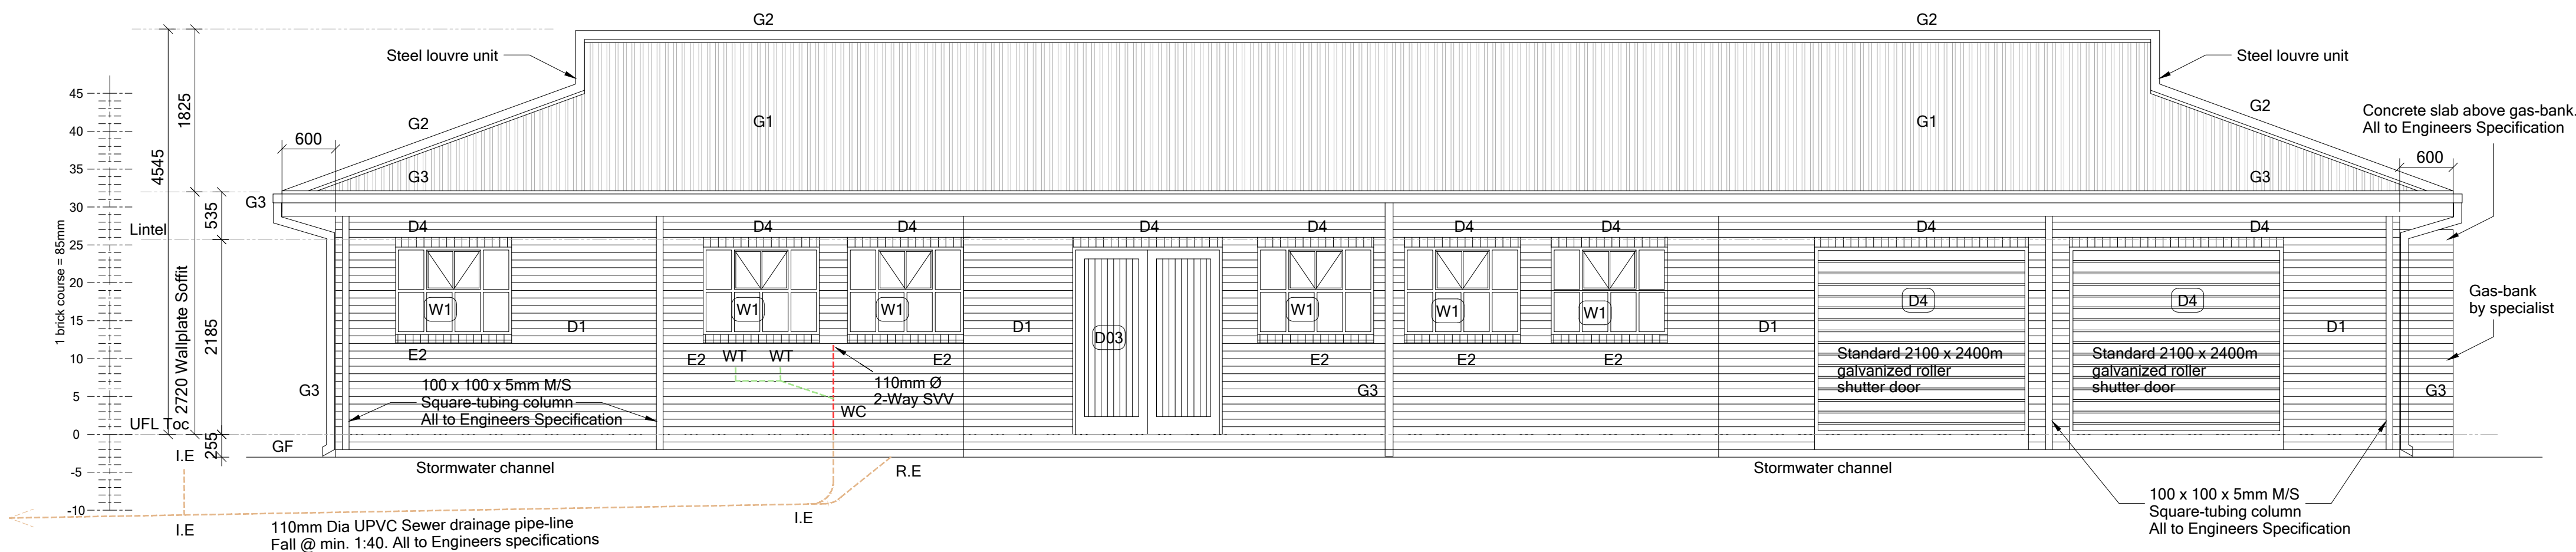 G2
G2
Steel louvre unit
Steel louvre unit
45
40
35
30
25
20
15
10
5
0
-5
-10
1 brick course = 85mm
4545
1825
2720 Wallplate Soffit
535
2185
255
600
600
G2
G2
G1
G1
G3
G3
G3
Concrete slab above gas-bank.
All to Engineers Specification
Lintel
D4
D4
D4
D4
D4
D4
D4
D4
D4
W1
W1
W1
D03
W1
W1
W1
D4
D4
Gas-bank
by specialist
D1
D1
D1
D1
E2
E2
WT
WT
E2
E2
E2
E2
Standard 2100 x 2400m
galvanized roller
shutter door
Standard 2100 x 2400m
galvanized roller
shutter door
G3
100 x 100 x 5mm M/S
Square-tubing column
All to Engineers Specification
110mm Ø
2-Way SVV
WC
G3
G3
UFL Toc
GF
I.E
Stormwater channel
R.E
Stormwater channel
I.E
I.E
110mm Dia UPVC Sewer drainage pipe-line
Fall @ min. 1:40. All to Engineers specifications
100 x 100 x 5mm M/S
Square-tubing column
All to Engineers Specification